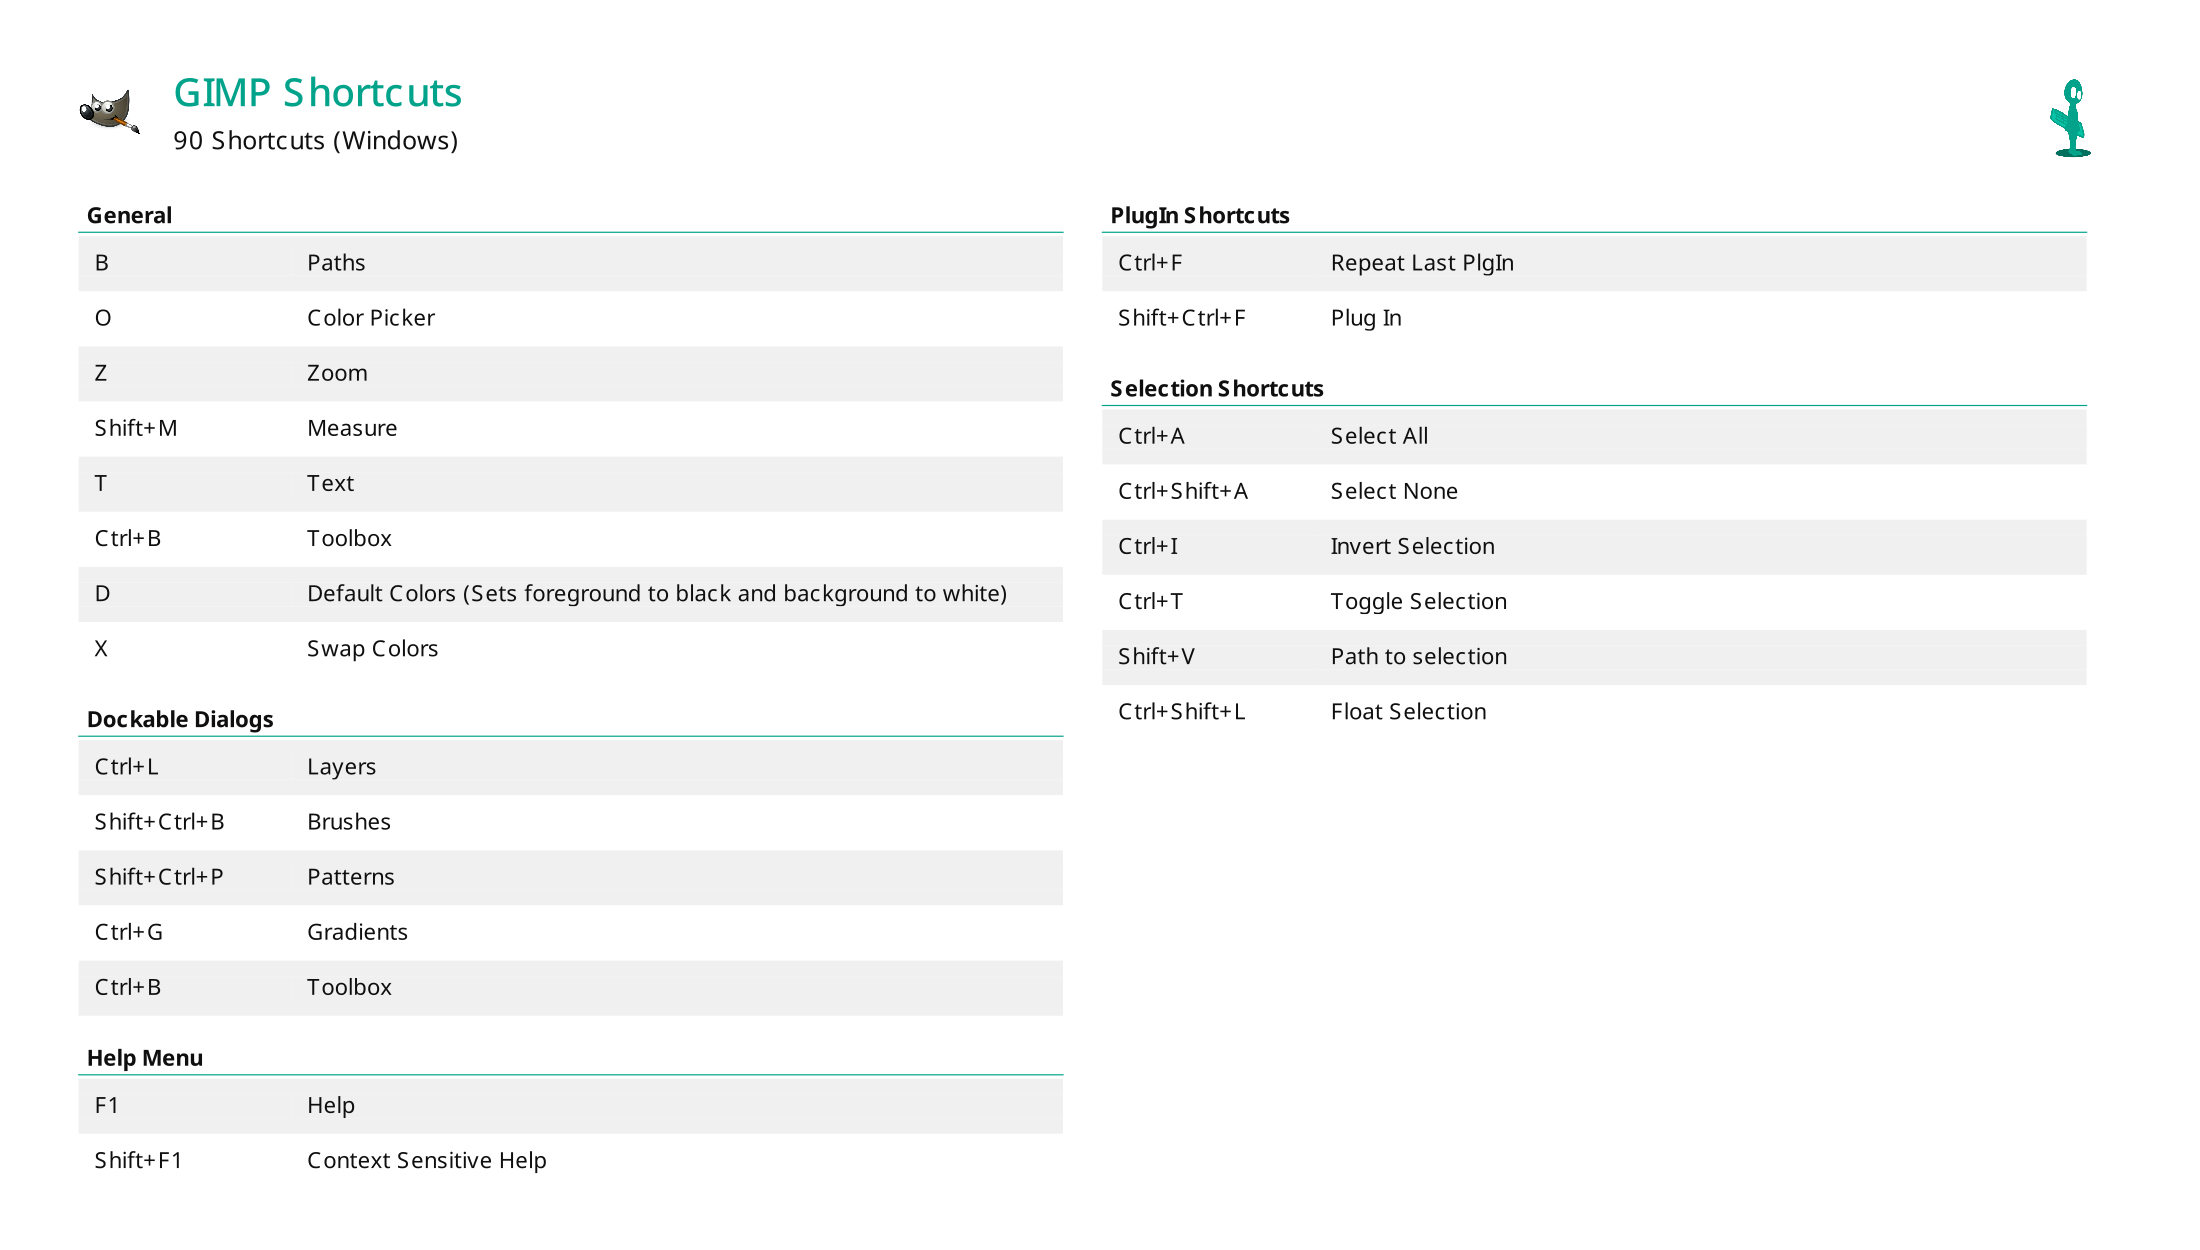 GIMP Shortcuts
90 Shortcuts (Windows)
General
B Paths
O Color Picker
Z Zoom
Shift+M Measure
T Text
Ctrl+B Toolbox
D Default Colors (Sets foreground to black and background to white)
X Swap Colors
Dockable Dialogs
Ctrl+L Layers
Shift+Ctrl+B Brushes
Shift+Ctrl+P Patterns
Ctrl+G Gradients
Ctrl+B Toolbox
Help Menu
F1 Help
Shift+F1 Context Sensitive Help
PlugIn Shortcuts
Ctrl+F Repeat Last PlgIn
Shift+Ctrl+F Plug In
Selection Shortcuts
Ctrl+A Select All
Ctrl+Shift+A Select None
Ctrl+I Invert Selection
Ctrl+T Toggle Selection
Shift+V Path to selection
Ctrl+Shift+L Float Selection